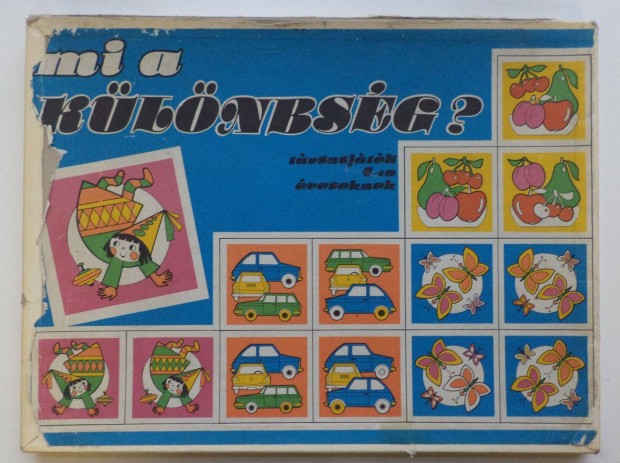 mi a
KÜLÖNBSÉG?
társasjáték
6-10
éveseknek